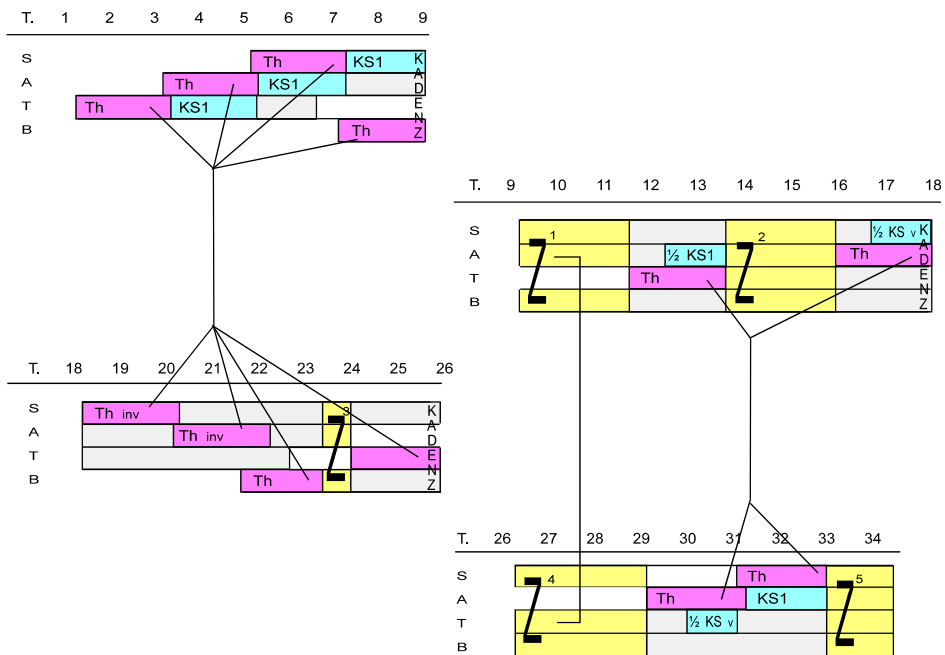 T. 1 2 3 4 5 6 7 8 9
S Th KS1
A Th KS1
T Th KS1
B Th
KADENZ
T. 9 10 11 12 13 14 15 16 17 18
S 1 2 ½ KS v
A ½ KS1 Th
T Th
B
KADENZ
T. 18 19 20 21 22 23 24 25 26
S Th inv 3
A Th inv
T
B Th
KADENZ
T. 26 27 28 29 30 31 32 33 34
S 4 Th 5
A Th KS1
T ½ KS v
B